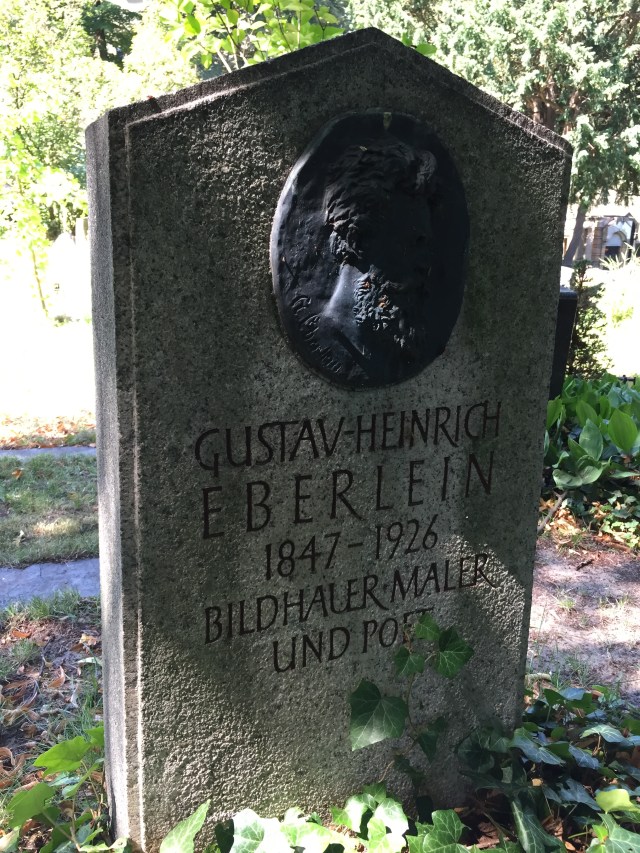 GUSTAV-HEINRICH
EBERLEIN
1847-1926
BILDHAUER·MALER
UND POET